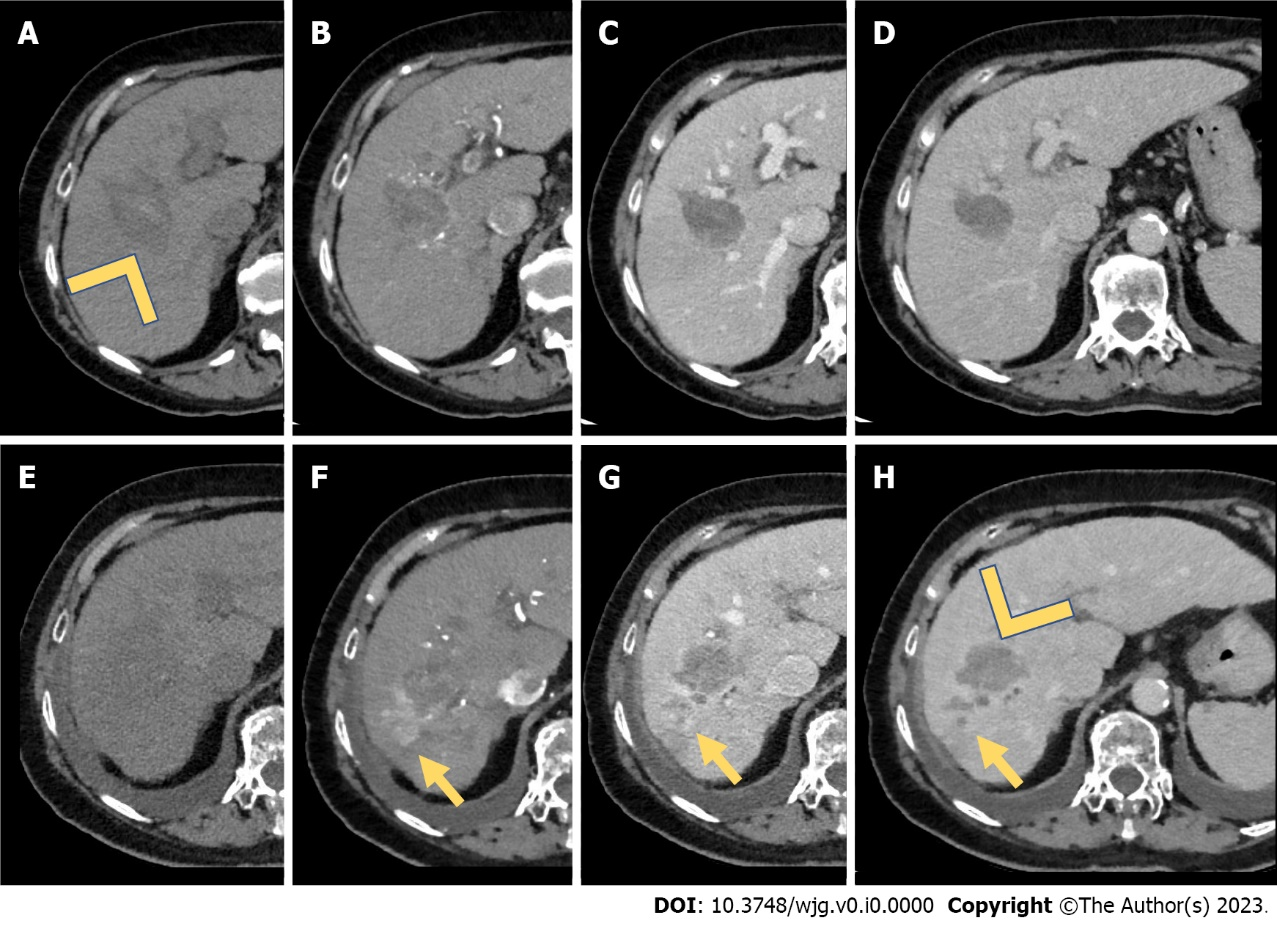 A B C D
E F G H
DOI: 10.3748/wjg.v0.i0.0000 Copyright ©The Author(s) 2023.